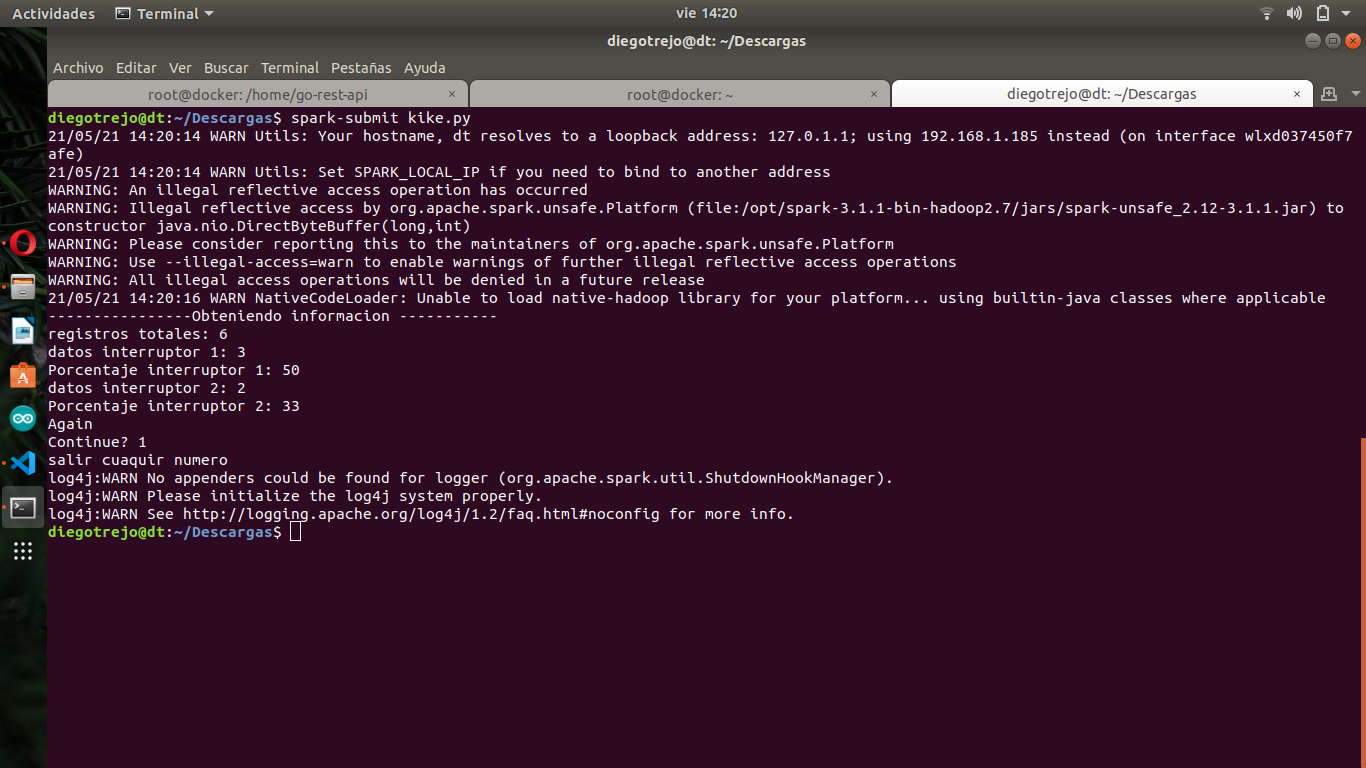 Actividades Terminal vie 14:20
diegotrejo@dt: ~/Descargas
Archivo Editar Ver Buscar Terminal Pestañas Ayuda
root@docker: /home/go-rest-api × root@docker: ~ × diegotrejo@dt: ~/Descargas ×
diegotrejo@dt:~/Descargas$ spark-submit kike.py
21/05/21 14:20:14 WARN Utils: Your hostname, dt resolves to a loopback address: 127.0.1.1; using 192.168.1.185 instead (on interface wlxd037450f7
afe)
21/05/21 14:20:14 WARN Utils: Set SPARK_LOCAL_IP if you need to bind to another address
WARNING: An illegal reflective access operation has occurred
WARNING: Illegal reflective access by org.apache.spark.unsafe.Platform (file:/opt/spark-3.1.1-bin-hadoop2.7/jars/spark-unsafe_2.12-3.1.1.jar) to
constructor java.nio.DirectByteBuffer(long,int)
WARNING: Please consider reporting this to the maintainers of org.apache.spark.unsafe.Platform
WARNING: Use --illegal-access=warn to enable warnings of further illegal reflective access operations
WARNING: All illegal access operations will be denied in a future release
21/05/21 14:20:16 WARN NativeCodeLoader: Unable to load native-hadoop library for your platform... using builtin-java classes where applicable
----------------Obteniendo informacion -----------
registros totales: 6
datos interruptor 1: 3
Porcentaje interruptor 1: 50
datos interruptor 2: 2
Porcentaje interruptor 2: 33
Again
Continue? 1
salir cuaquir numero
log4j:WARN No appenders could be found for logger (org.apache.spark.util.ShutdownHookManager).
log4j:WARN Please initialize the log4j system properly.
log4j:WARN See http://logging.apache.org/log4j/1.2/faq.html#noconfig for more info.
diegotrejo@dt:~/Descargas$